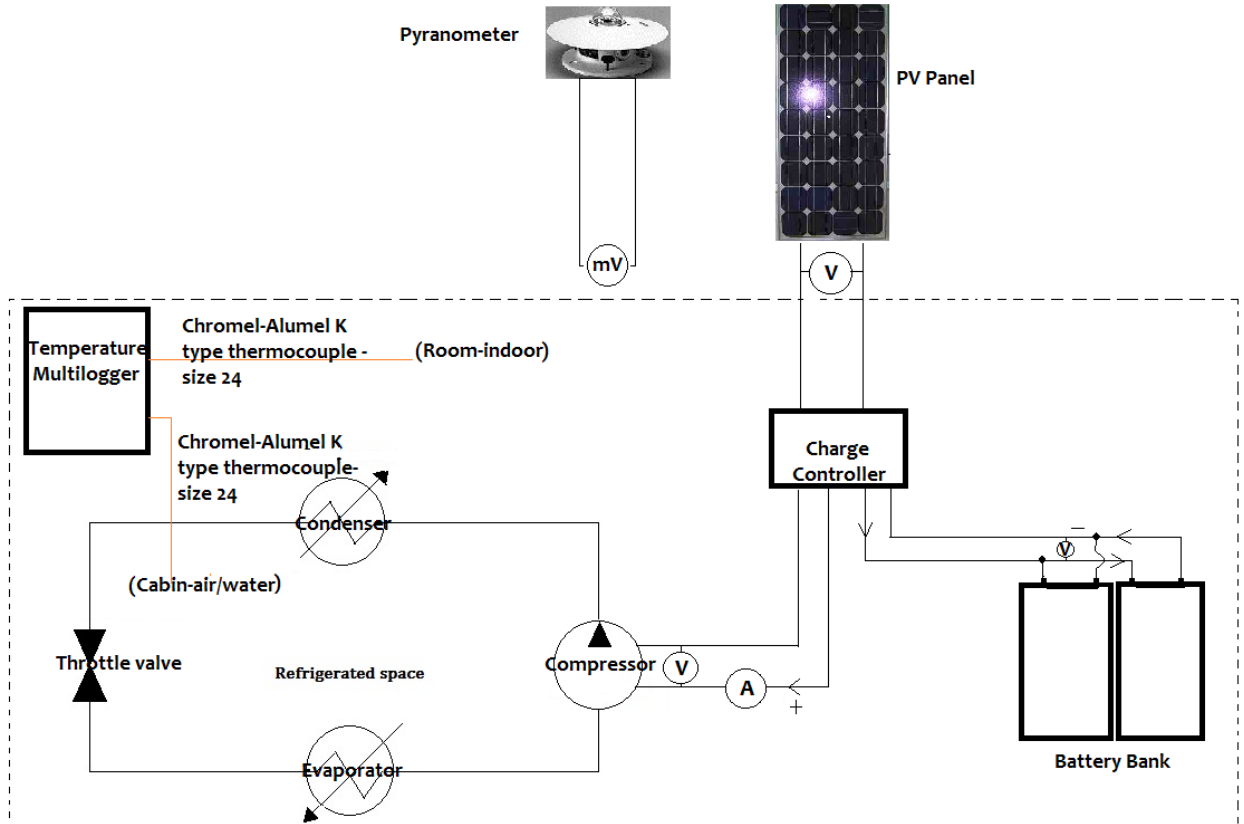 Pyranometer
PV Panel
mV
V
Temperature
Multilogger
Chromel-Alumel K
type thermocouple -
size 24
(Room-indoor)
Chromel-Alumel K
type thermocouple-
size 24
Charge
Controller
Condenser
(Cabin-air/water)
V
−
Throttle valve
Refrigerated space
Compressor
V
A
+
Evaporator
Battery Bank